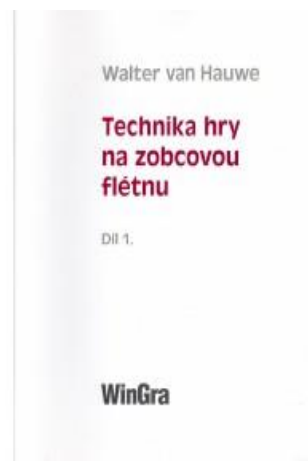 Walter van Hauwe
Technika hry
na zobcovou
flétnu
Díl 1.
WinGra